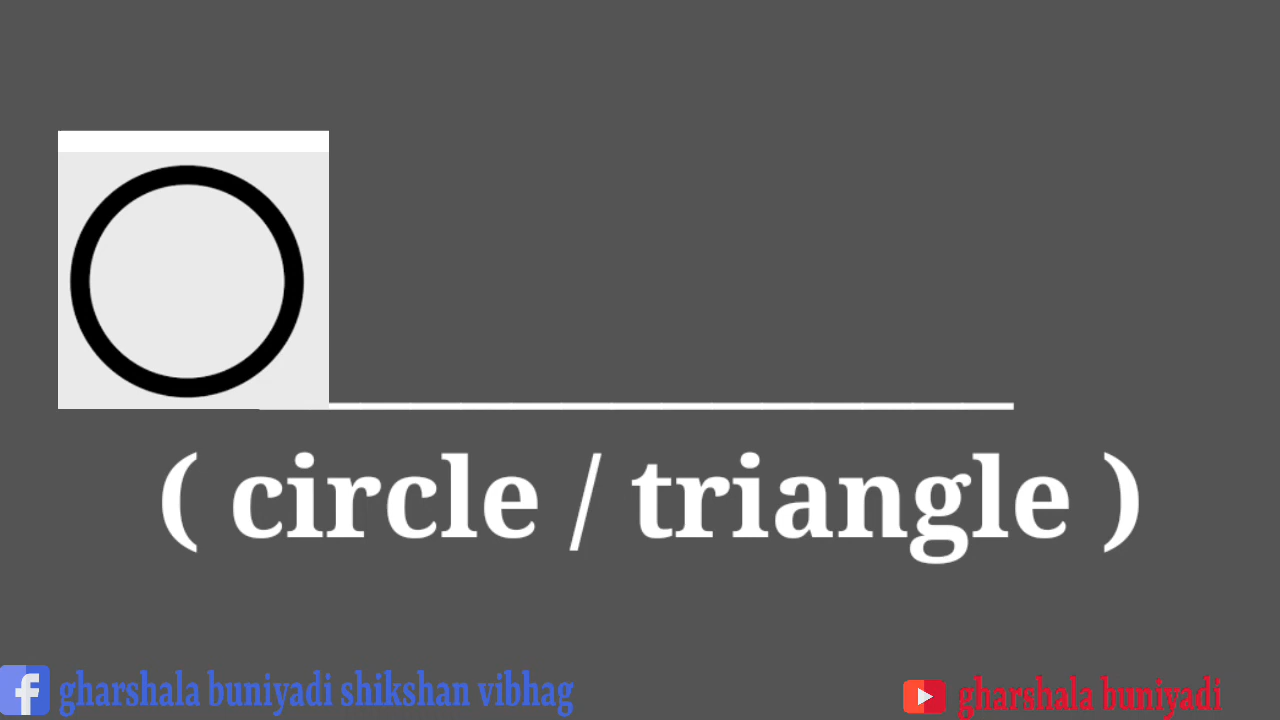 ( circle / triangle )
gharshala buniyadi shikshan vibhag
gharshala buniyadi